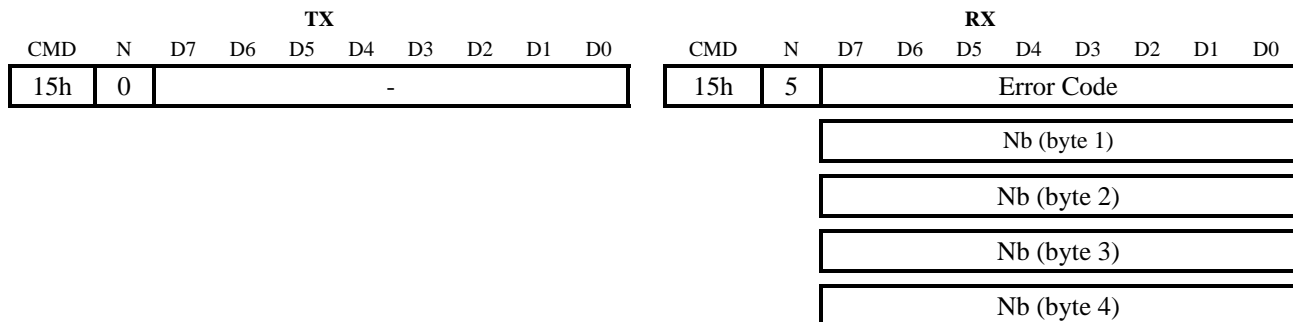 TX RX
CMD N D7 D6 D5 D4 D3 D2 D1 D0 CMD N D7 D6 D5 D4 D3 D2 D1 D0
15h 0 - 15h 5 Error Code
Nb (byte 1)
Nb (byte 2)
Nb (byte 3)
Nb (byte 4)